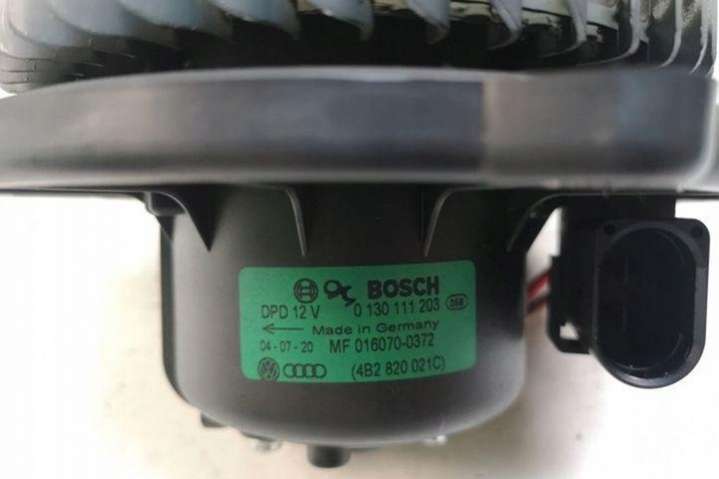 BOSCH
DPD 12 V 0 130 111 203
Made in Germany
04-07-20 MF 016070-0372
(4B2 820 021C)